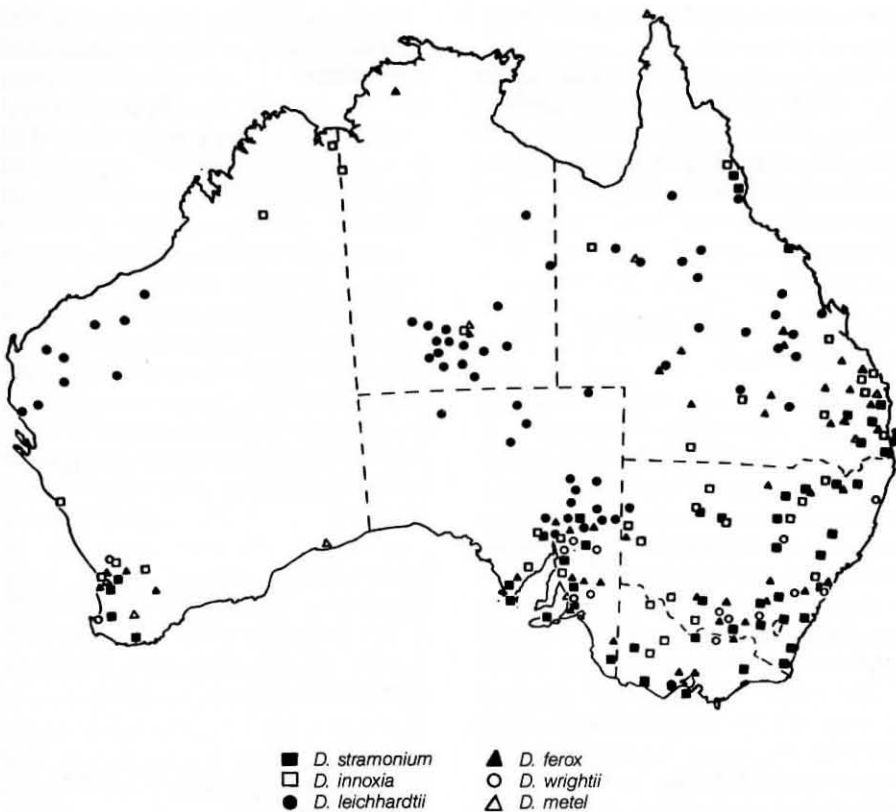 D. stramonium
D. innoxia
D. leichhardtii
D. ferox
D. wrightii
D. metel